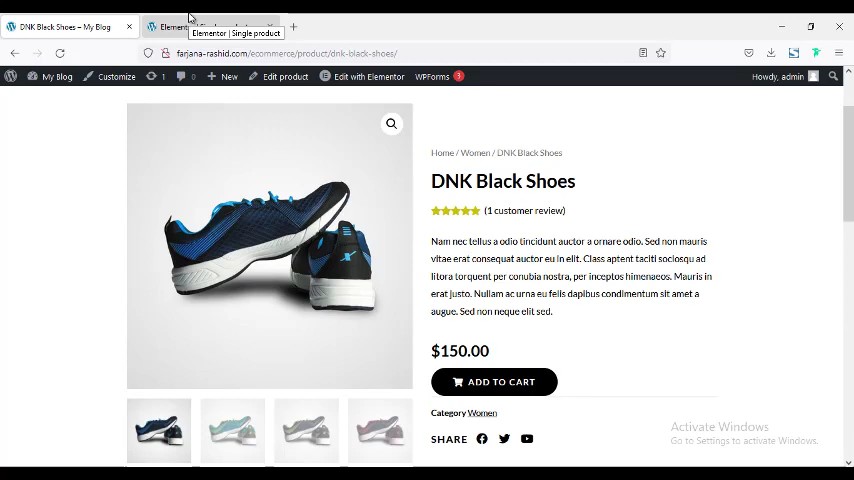 DNK Black Shoes – My Blog
Elementor | Single product
farjana-rashid.com/ecommerce/product/dnk-black-shoes/
My Blog Customize 1 0 New Edit product Edit with Elementor WPForms 3 Howdy, admin
Home / Women / DNK Black Shoes
DNK Black Shoes
(1 customer review)
Nam nec tellus a odio tincidunt auctor a ornare odio. Sed non mauris
vitae erat consequat auctor eu in elit. Class aptent taciti sociosqu ad
litora torquent per conubia nostra, per inceptos himenaeos. Mauris in
erat justo. Nullam ac urna eu felis dapibus condimentum sit amet a
augue. Sed non neque elit sed.
$150.00
ADD TO CART
Category Women
SHARE
Activate Windows
Go to Settings to activate Windows.